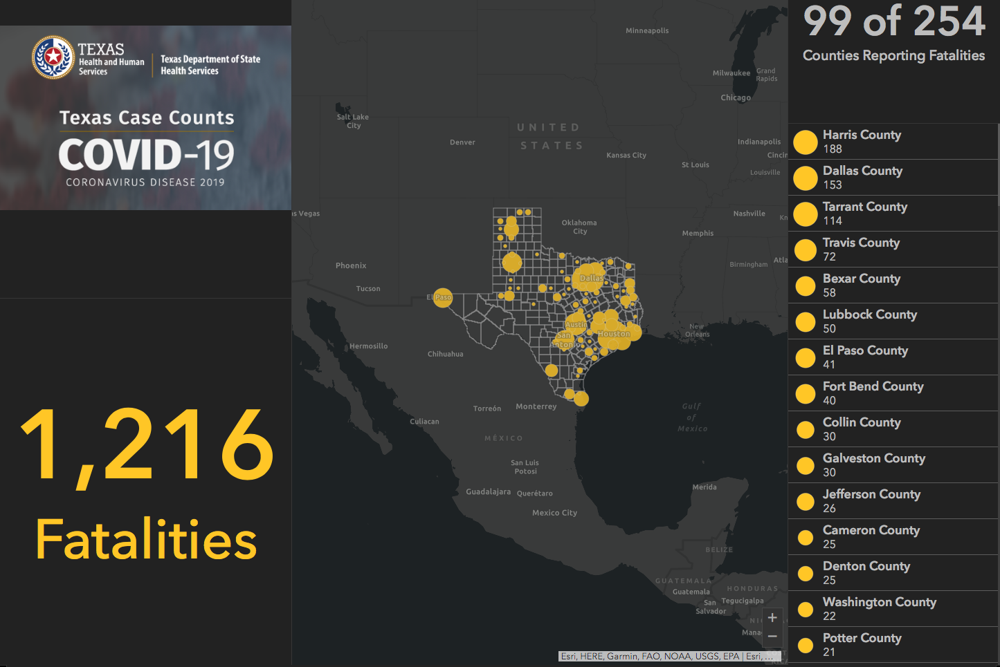 TEXAS
Health and Human
Services
Texas Department of State
Health Services
Texas Case Counts
COVID-19
CORONAVIRUS DISEASE 2019
1,216
Fatalities
Minneapolis
Milwaukee
Grand
Rapids
Chicago
Salt Lake
City
UNITED
STATES
Denver
Indianapolis
Kansas City
Cincin
St Louis
Louisville
as Vegas
Nashville
Kn
Oklahoma
City
Memphis
Phoenix
Birmingham
Atla
Tucson
Dallas
El Paso
Austin
New
Orleans
San
Antonio
Houston
Hermosillo
Chihuahua
Torreón
Monterrey
Gulf
of
Mexico
Culiacan
MÉXICO
San Luis
Potosi
Merida
Guadalajara
Querétaro
Mexico City
BELIZE
GUATEMALA
HONDURAS
Guatemala
Tegucigalpa
San
Salvador
NI
Mana
+
−
Esri, HERE, Garmin, FAO, NOAA, USGS, EPA | Esri, ...
99 of 254
Counties Reporting Fatalities
Harris County
188
Dallas County
153
Tarrant County
114
Travis County
72
Bexar County
58
Lubbock County
50
El Paso County
41
Fort Bend County
40
Collin County
30
Galveston County
30
Jefferson County
26
Cameron County
25
Denton County
25
Washington County
22
Potter County
21